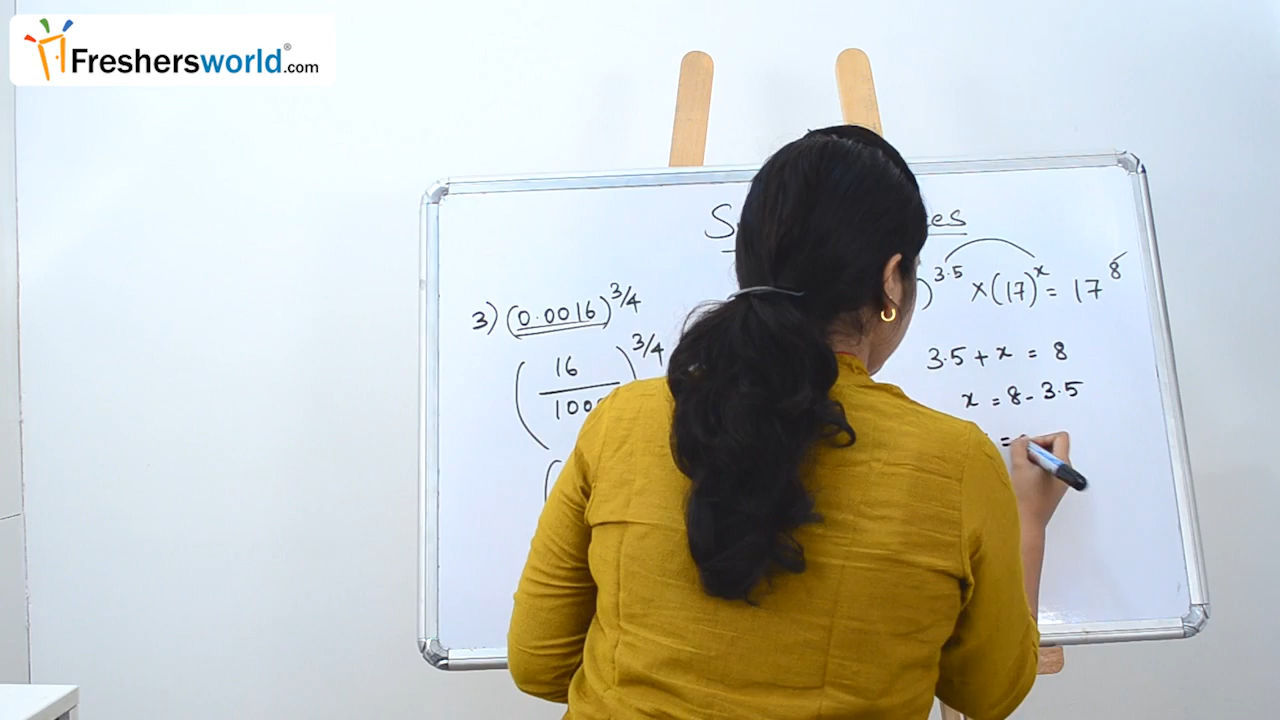 Freshersworld.com
3) (0.0016)^3/4
(16/100 )^3/4
)^3.5 ×(17)^x = 17^8
3.5 + x = 8
x = 8 - 3.5
=